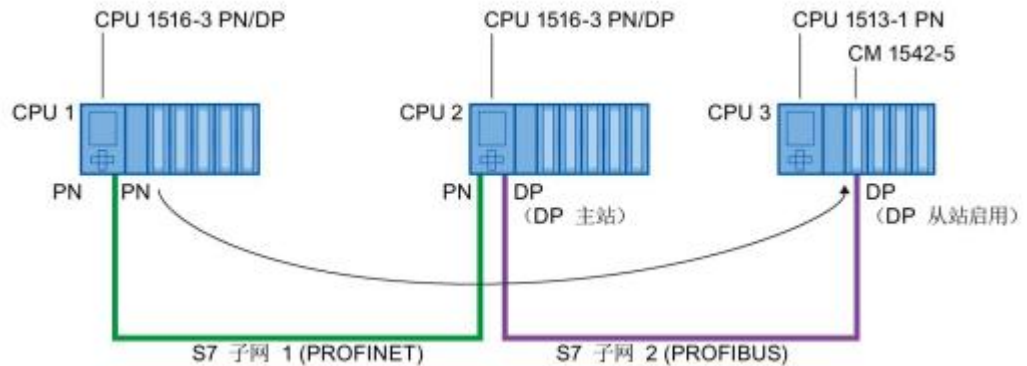 CPU 1516-3 PN/DP
CPU 1516-3 PN/DP
CPU 1513-1 PN
CM 1542-5
CPU 1
CPU 2
CPU 3
PN
PN
PN
DP
（DP 主站）
DP
（DP 从站启用）
S7 子网 1 (PROFINET)
S7 子网 2 (PROFIBUS)